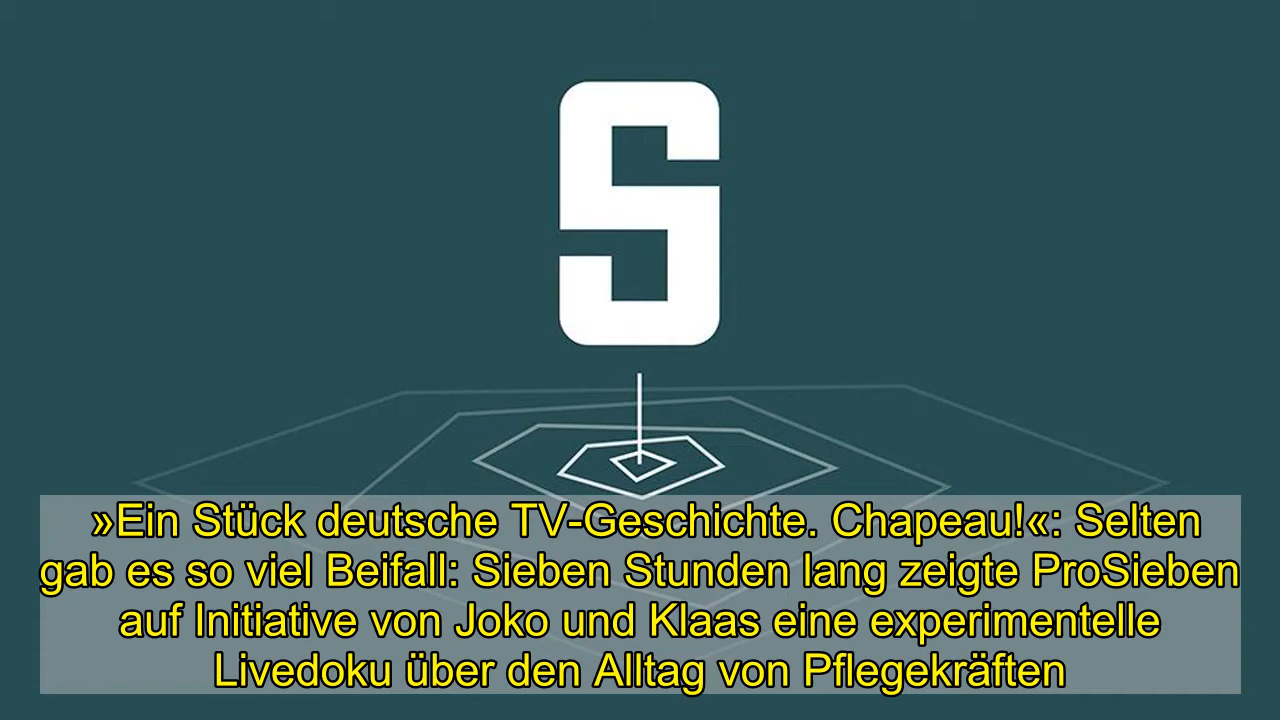 S
»Ein Stück deutsche TV-Geschichte. Chapeau!«: Selten
gab es so viel Beifall: Sieben Stunden lang zeigte ProSieben
auf Initiative von Joko und Klaas eine experimentelle
Livedoku über den Alltag von Pflegekräften